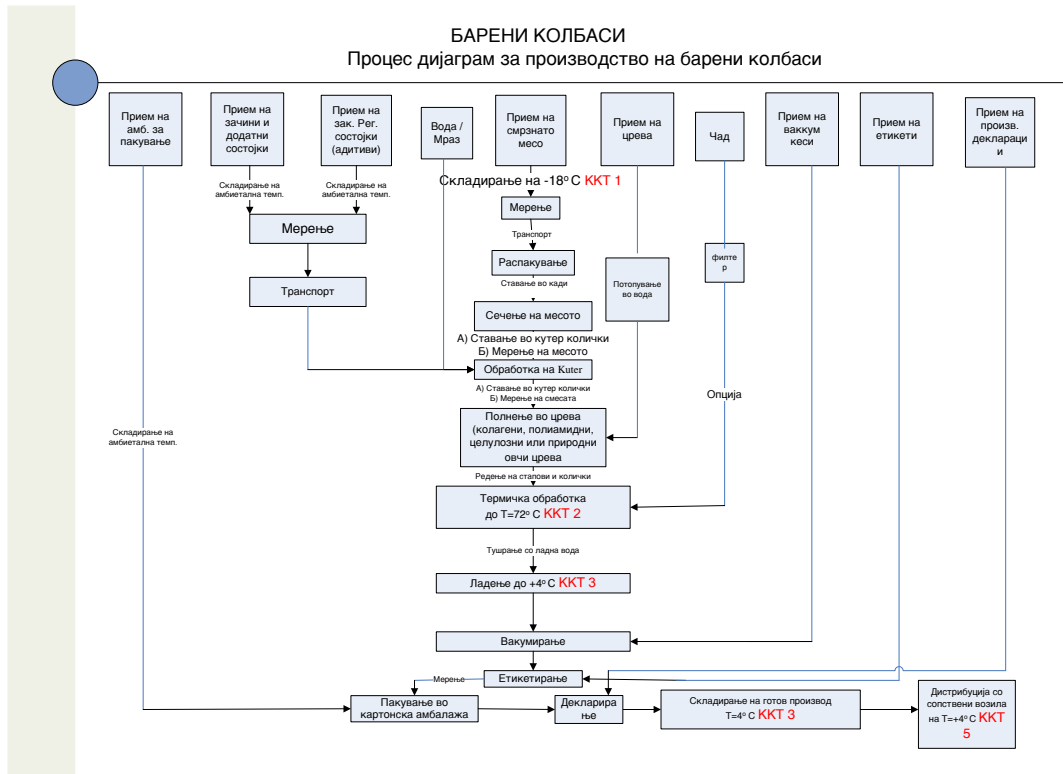 БАРЕНИ КОЛБАСИ
Процес дијаграм за производство на барени колбаси
Прием на
амб. за
пакување
Прием на
зачини и
додатни
состојки
Прием на
зак. Рег.
состојки
(адитиви)
Вода /
Мраз
Прием на
смрзнато
месо
Прием на
црева
Чад
Прием на
ваккум
кеси
Прием на
етикети
Прием на
произв.
деклараци
и
Складирање на
амбиетална темп.
Складирање на
амбиетална темп.
Складирање на -18º С ККТ 1
Мерење
Мерење
Транспорт
Распакување
филте
р
Потопување
во вода
Транспорт
Ставање во кади
Сечење на месото
А) Ставање во кутер колички
Б) Мерење на месото
Обработка на Kuter
А) Ставање во кутер колички
Б) Мерење на смесата
Опција
Полнење во црева
(колагени, полиамидни,
целулозни или природни
овчи црева
Складирање на
амбиетална темп.
Редење на стапови и колички
Термичка обработка
до Т=72º С ККТ 2
Тушрање со ладна вода
Ладење до +4º С ККТ 3
Вакумирање
Етикетирање
Мерење
Пакување во
картонска амбалажа
Декларира
ње
Складирање на готов производ
Т=4º С ККТ 3
Дистрибуција со
сопствени возила
на Т=+4º С ККТ
5